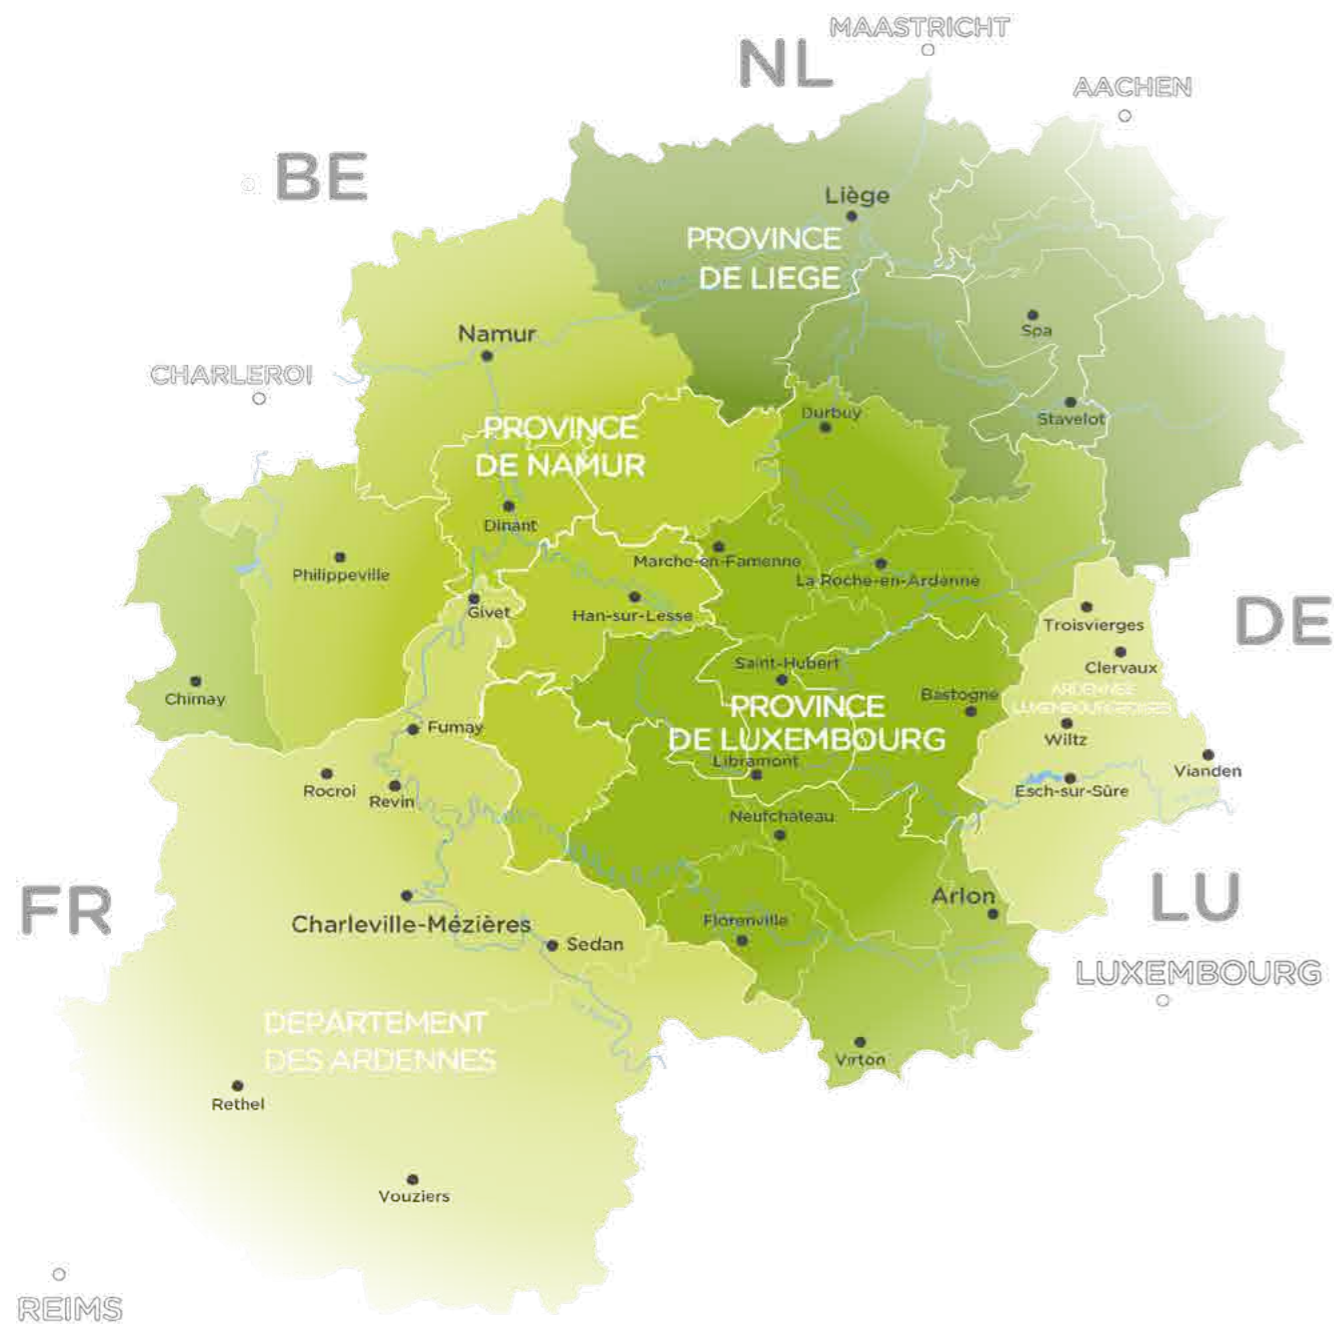 MAASTRICHT
NL
AACHEN
BE
Liège
PROVINCE
DE LIEGE
Spa
Namur
CHARLEROI
Stavelot
Durbuy
PROVINCE
DE NAMUR
Dinant
Philippeville
Marche-en-Famenne
La Roche-en-Ardenne
Givet
Han-sur-Lesse
DE
Troisvierges
Clervaux
Chimay
Saint-Hubert
Bastogne
ARDENNES
LUXEMBOURGEOISES
PROVINCE
DE LUXEMBOURG
Fumay
Wiltz
Libramont
Vianden
Rocroi
Revin
Esch-sur-Sûre
Neufchâteau
FR
LU
Charleville-Mézières
Arlon
Florenville
Sedan
LUXEMBOURG
DEPARTEMENT
DES ARDENNES
Virton
Rethel
Vouziers
REIMS